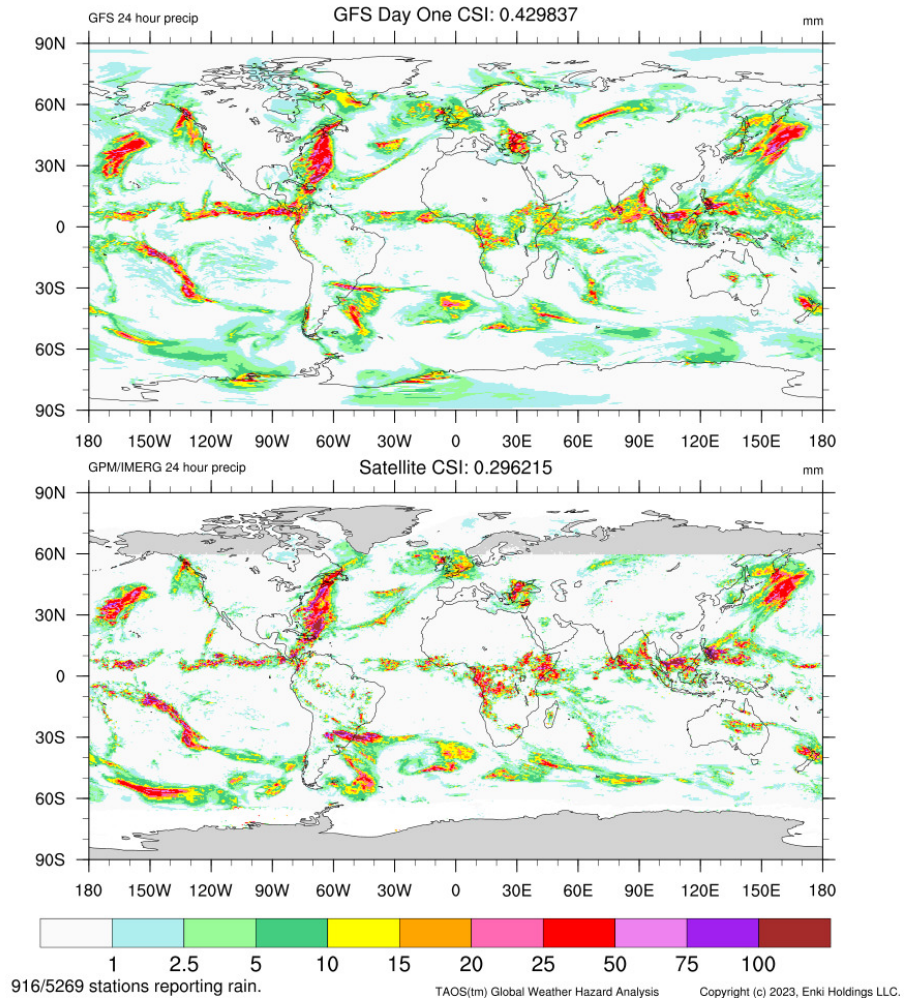 GFS 24 hour precip GFS Day One CSI: 0.429837 mm
90N
60N
30N
0
30S
60S
90S
180 150W 120W 90W 60W 30W 0 30E 60E 90E 120E 150E 180
GPM/IMERG 24 hour precip Satellite CSI: 0.296215 mm
90N
60N
30N
0
30S
60S
90S
180 150W 120W 90W 60W 30W 0 30E 60E 90E 120E 150E 180
1 2.5 5 10 15 20 25 50 75 100
916/5269 stations reporting rain. TAOS(tm) Global Weather Hazard Analysis Copyright (c) 2023, Enki Holdings LLC.